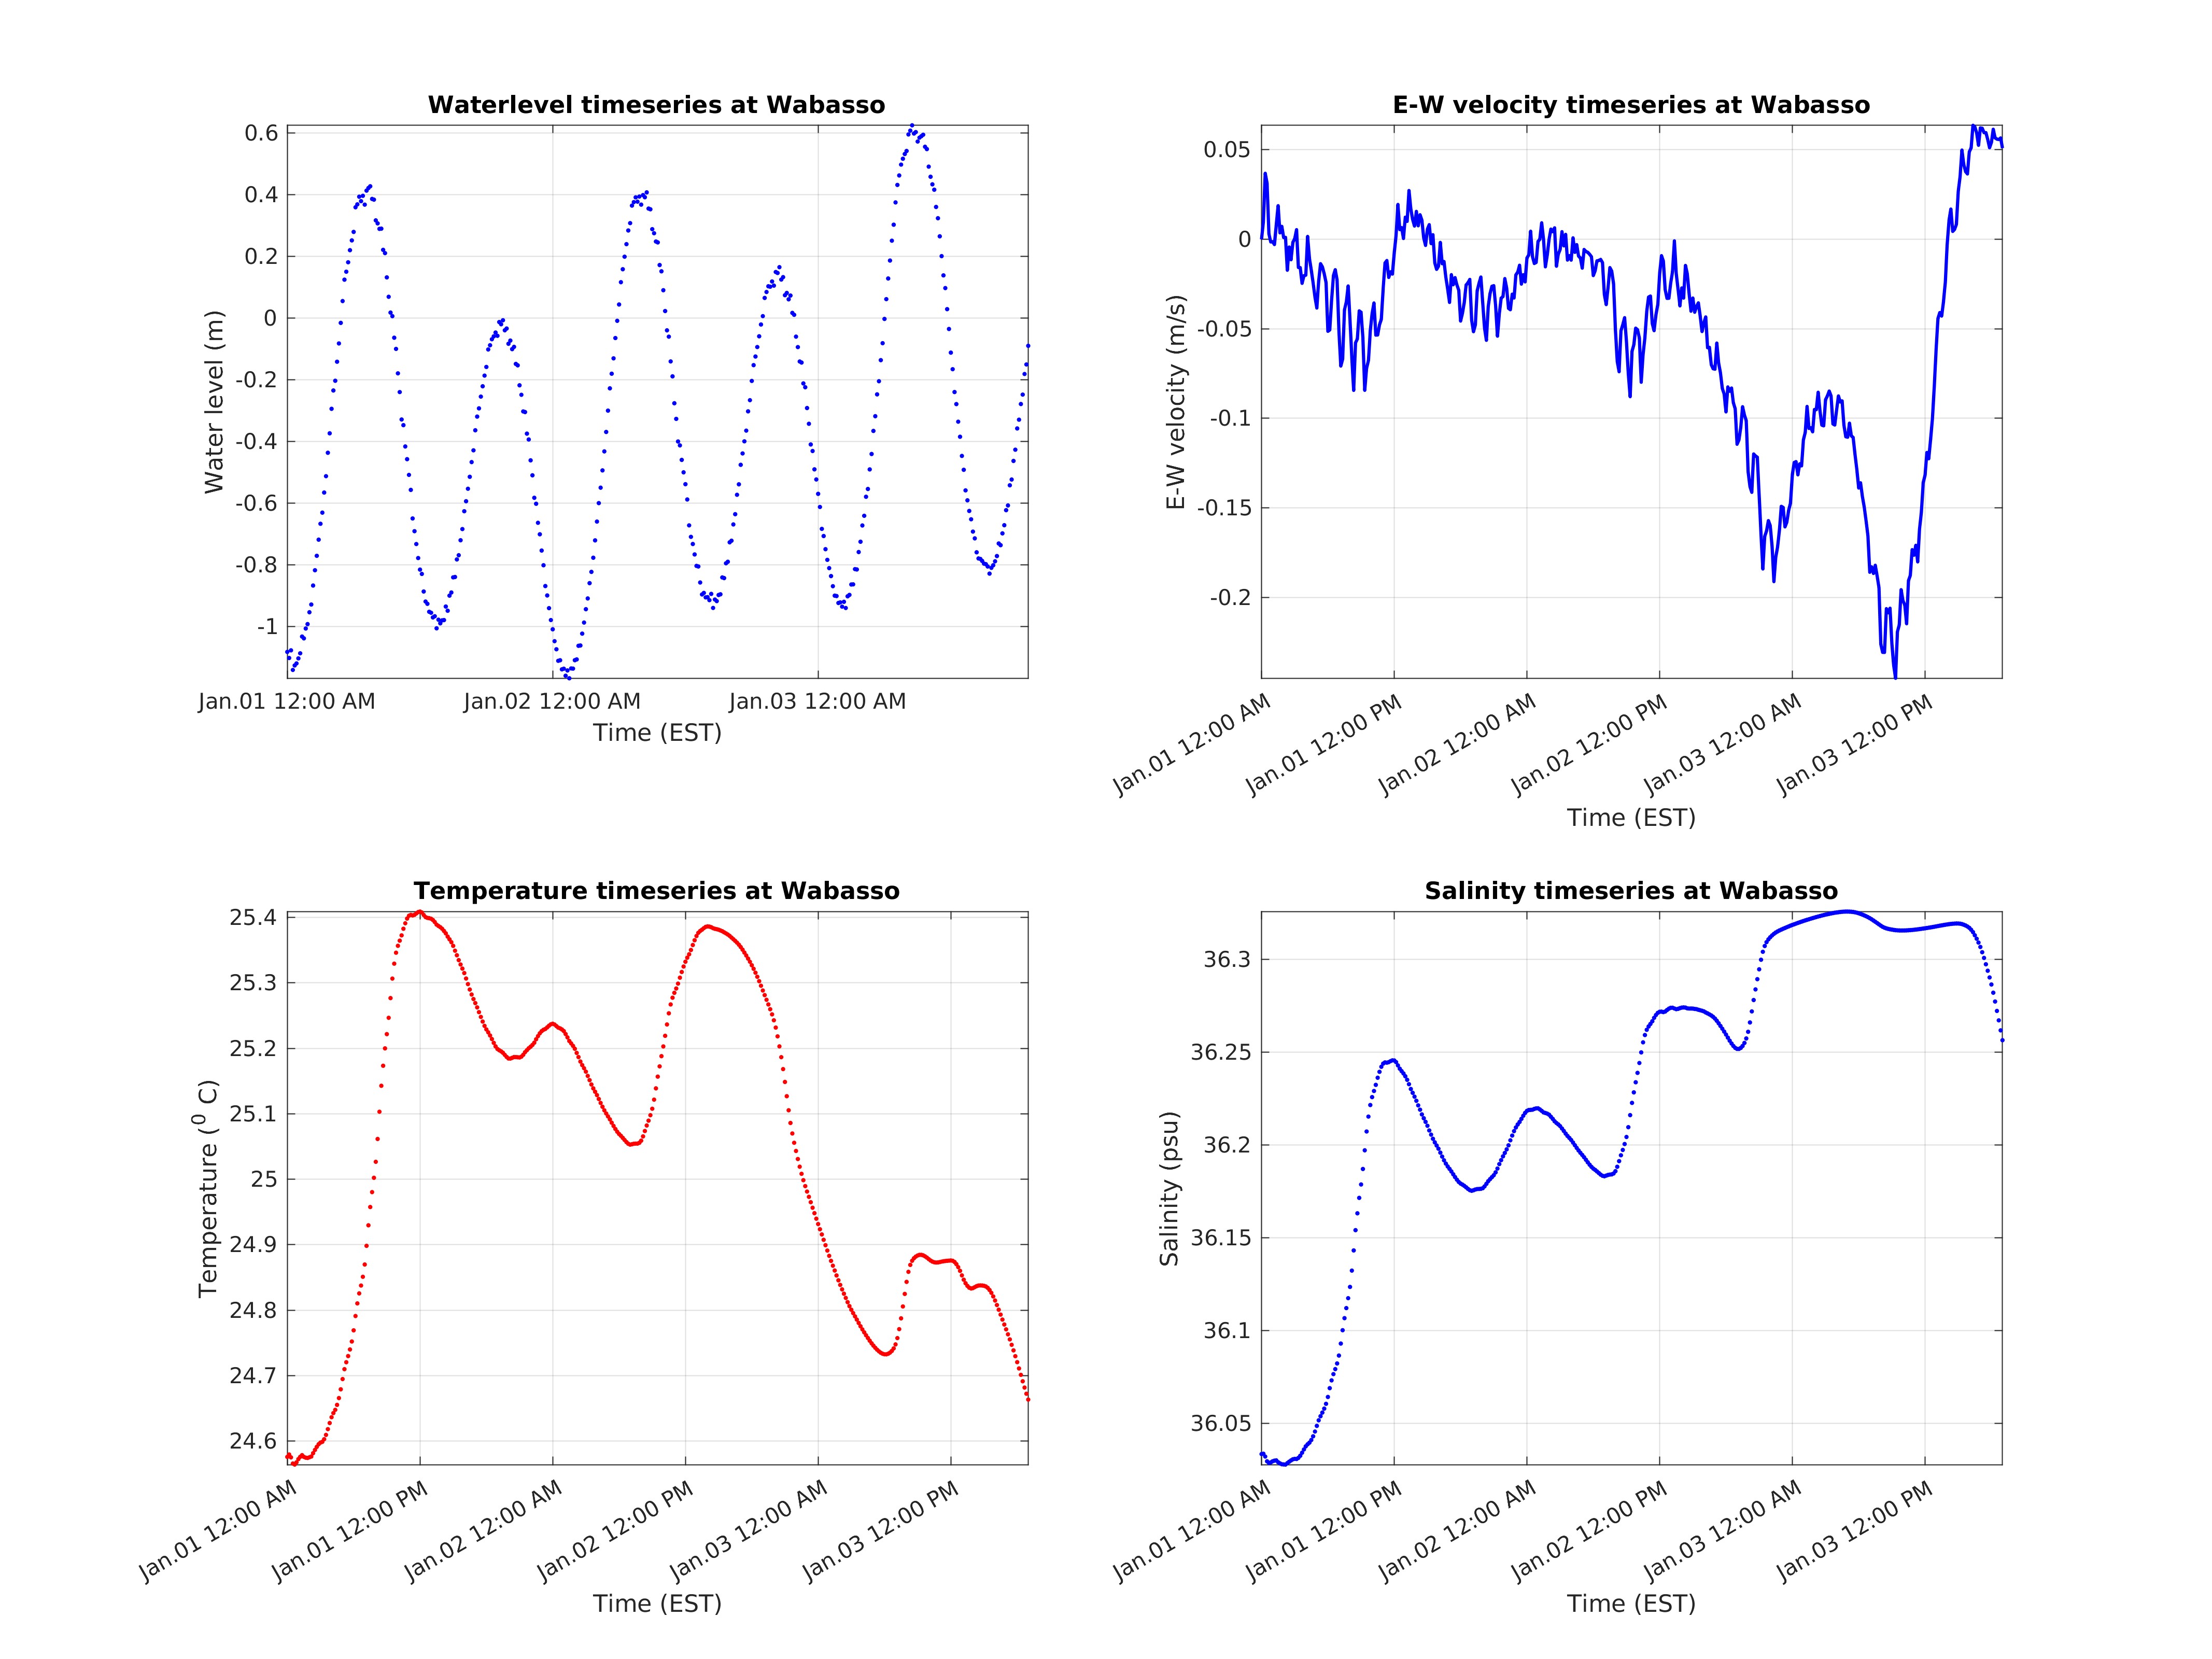 Waterlevel timeseries at Wabasso
0.6
0.4
0.2
0
-0.2
-0.4
-0.6
-0.8
-1
Water level (m)
Jan.01 12:00 AM
Jan.02 12:00 AM
Jan.03 12:00 AM
Time (EST)
E-W velocity timeseries at Wabasso
0.05
0
-0.05
-0.1
-0.15
-0.2
E-W velocity (m/s)
Jan.01 12:00 AM
Jan.01 12:00 PM
Jan.02 12:00 AM
Jan.02 12:00 PM
Jan.03 12:00 AM
Jan.03 12:00 PM
Time (EST)
Temperature timeseries at Wabasso
25.4
25.3
25.2
25.1
25
24.9
24.8
24.7
24.6
Temperature (⁰ C)
Jan.01 12:00 AM
Jan.01 12:00 PM
Jan.02 12:00 AM
Jan.02 12:00 PM
Jan.03 12:00 AM
Jan.03 12:00 PM
Time (EST)
Salinity timeseries at Wabasso
36.3
36.25
36.2
36.15
36.1
36.05
Salinity (psu)
Jan.01 12:00 AM
Jan.01 12:00 PM
Jan.02 12:00 AM
Jan.02 12:00 PM
Jan.03 12:00 AM
Jan.03 12:00 PM
Time (EST)